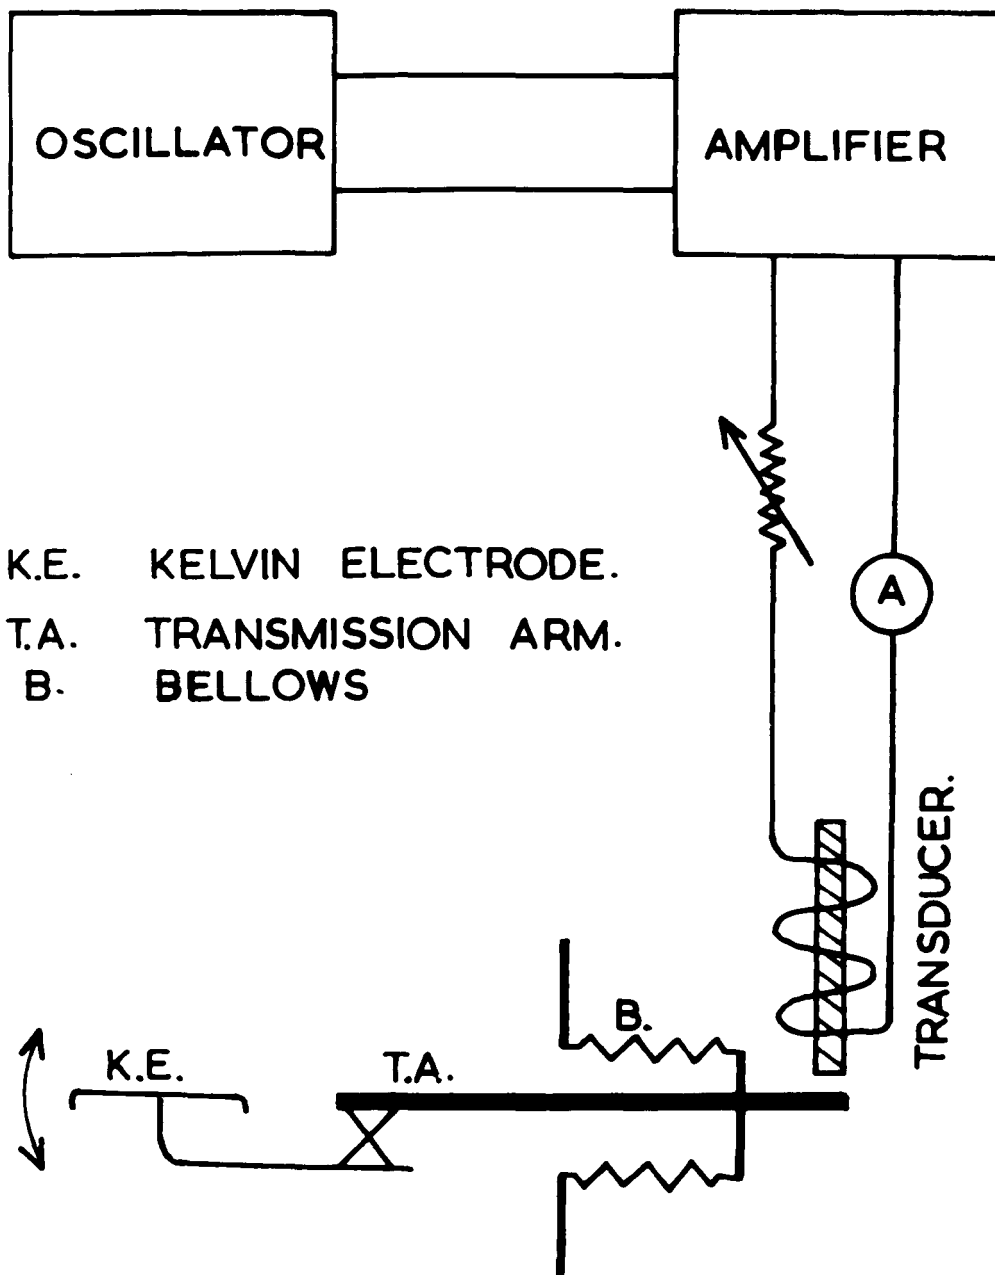 OSCILLATOR
AMPLIFIER
K.E. KELVIN ELECTRODE.
T.A. TRANSMISSION ARM.
B. BELLOWS
A
TRANSDUCER.
B.
K.E.
T.A.